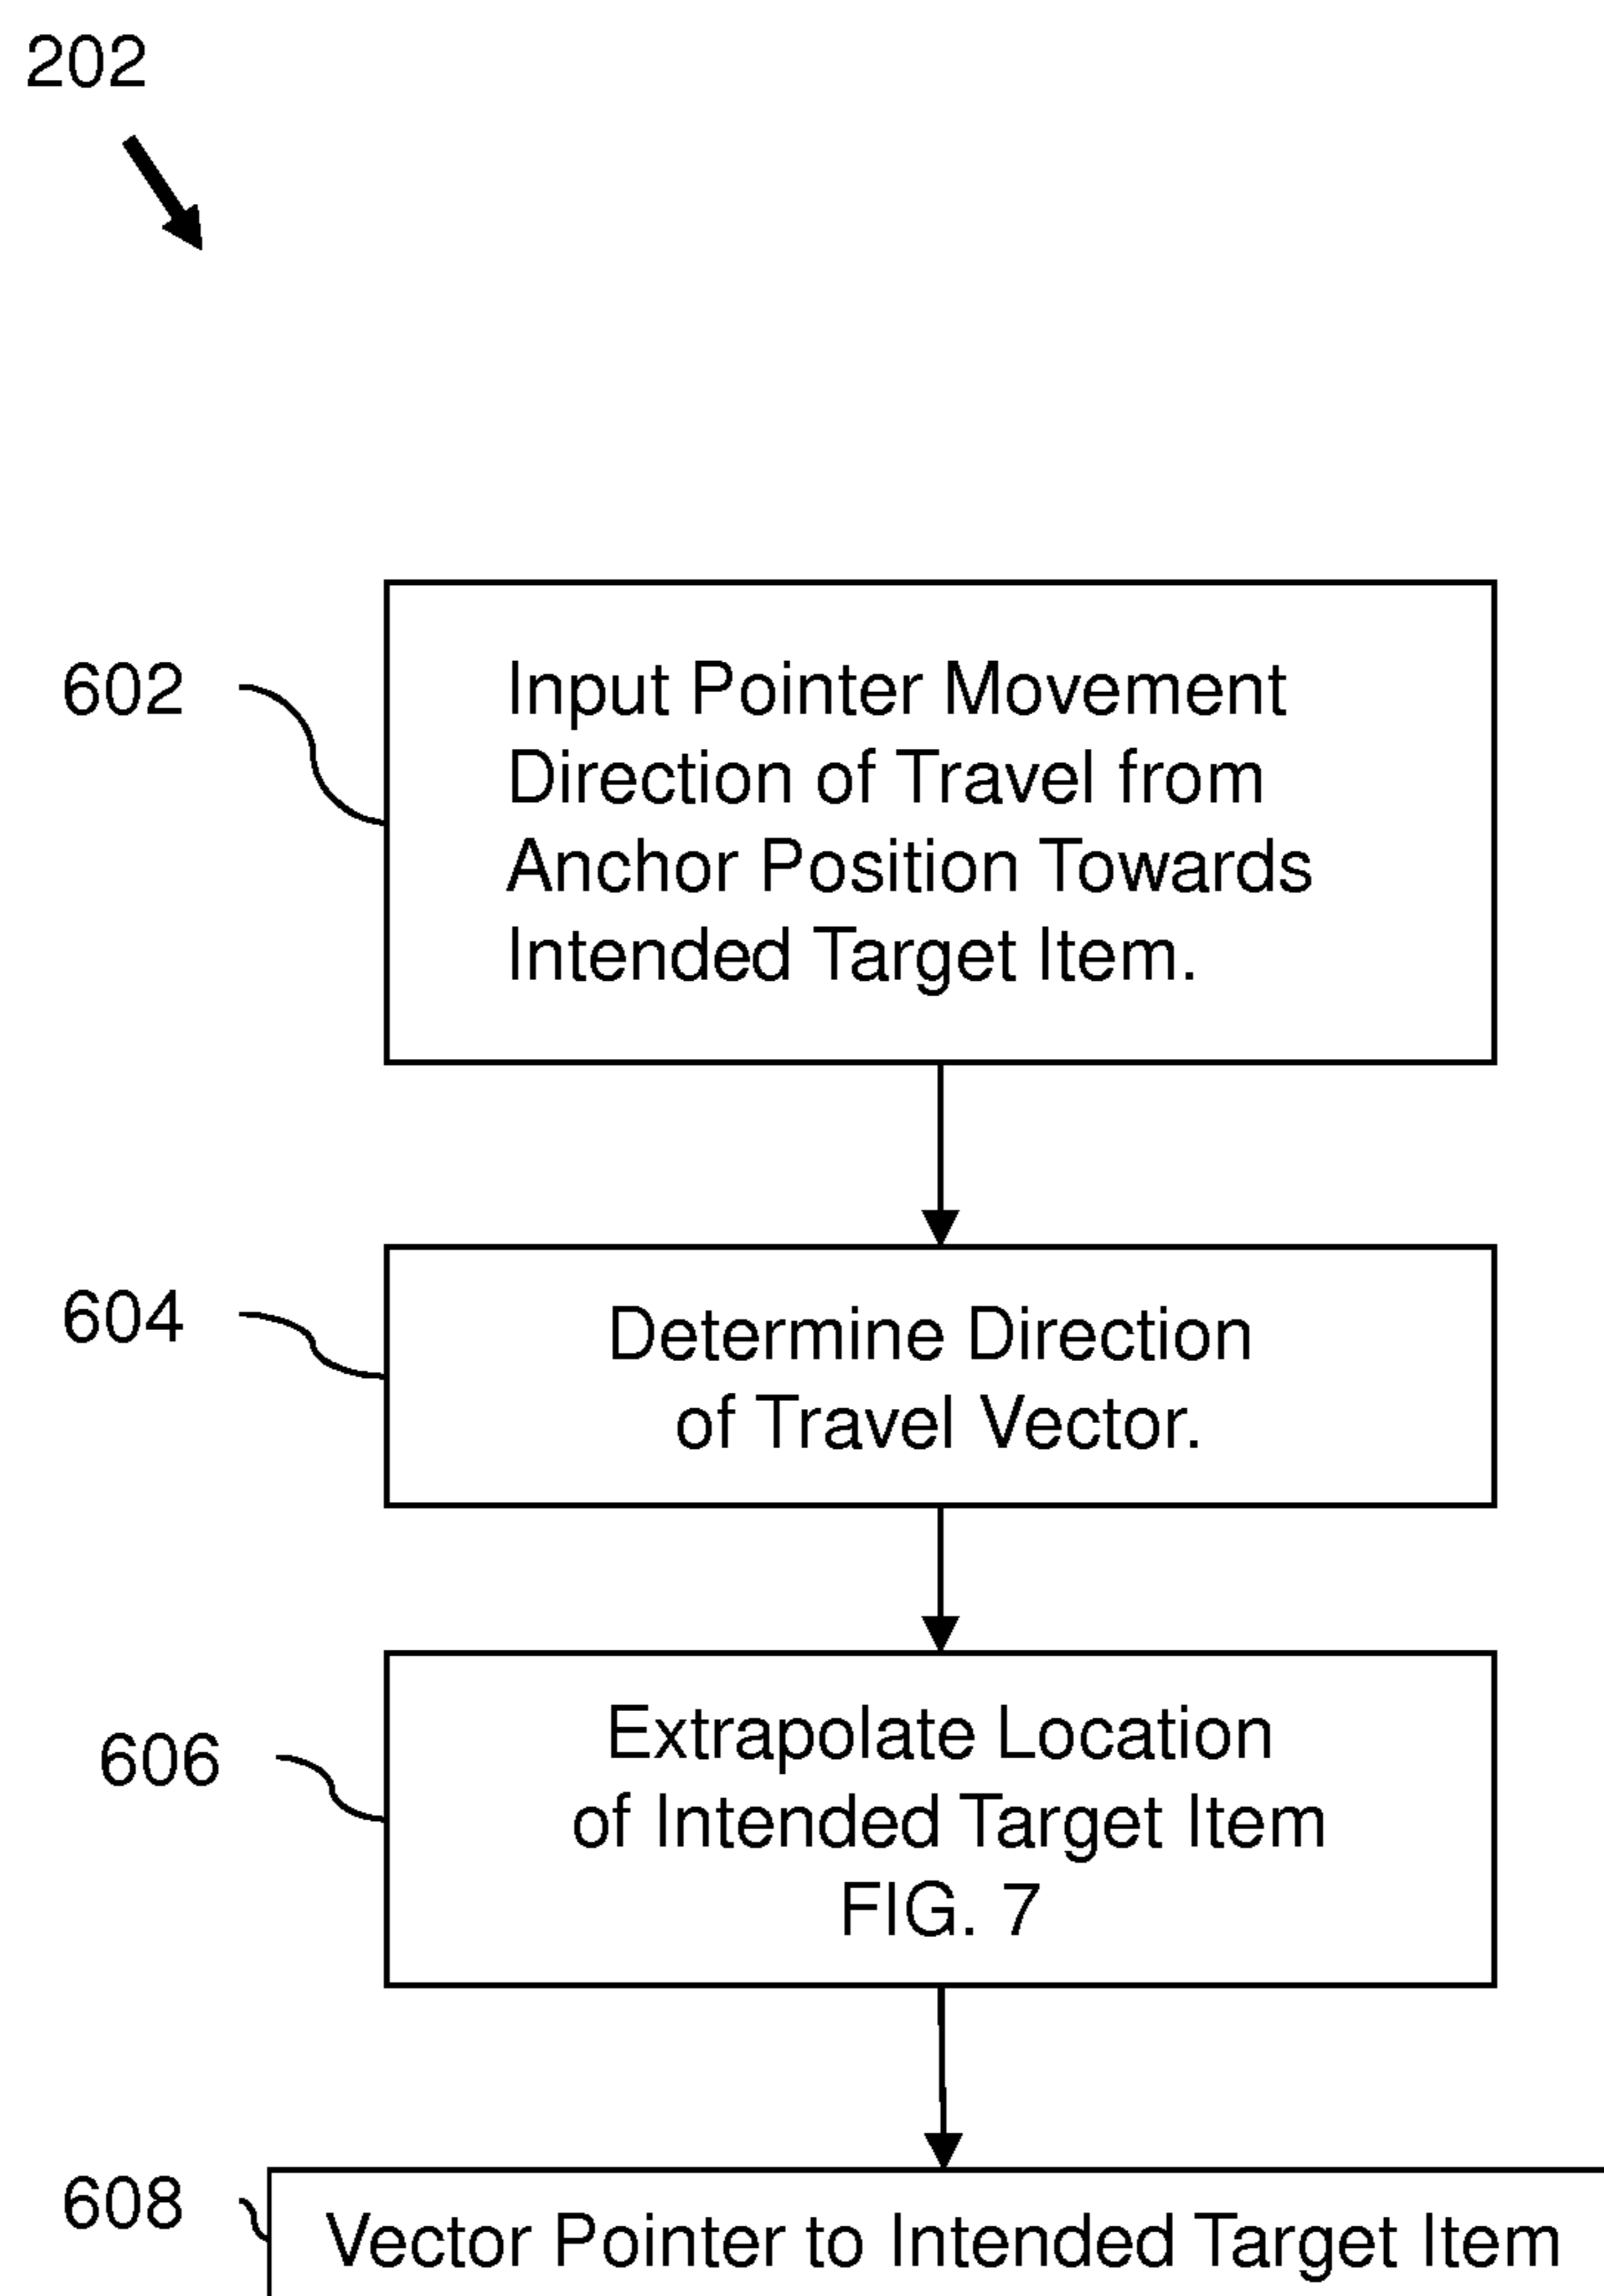 202
602
Input Pointer Movement
Direction of Travel from
Anchor Position Towards
Intended Target Item.
604
Determine Direction
of Travel Vector.
606
Extrapolate Location
of Intended Target Item
FIG. 7
608
Vector Pointer to Intended Target Item